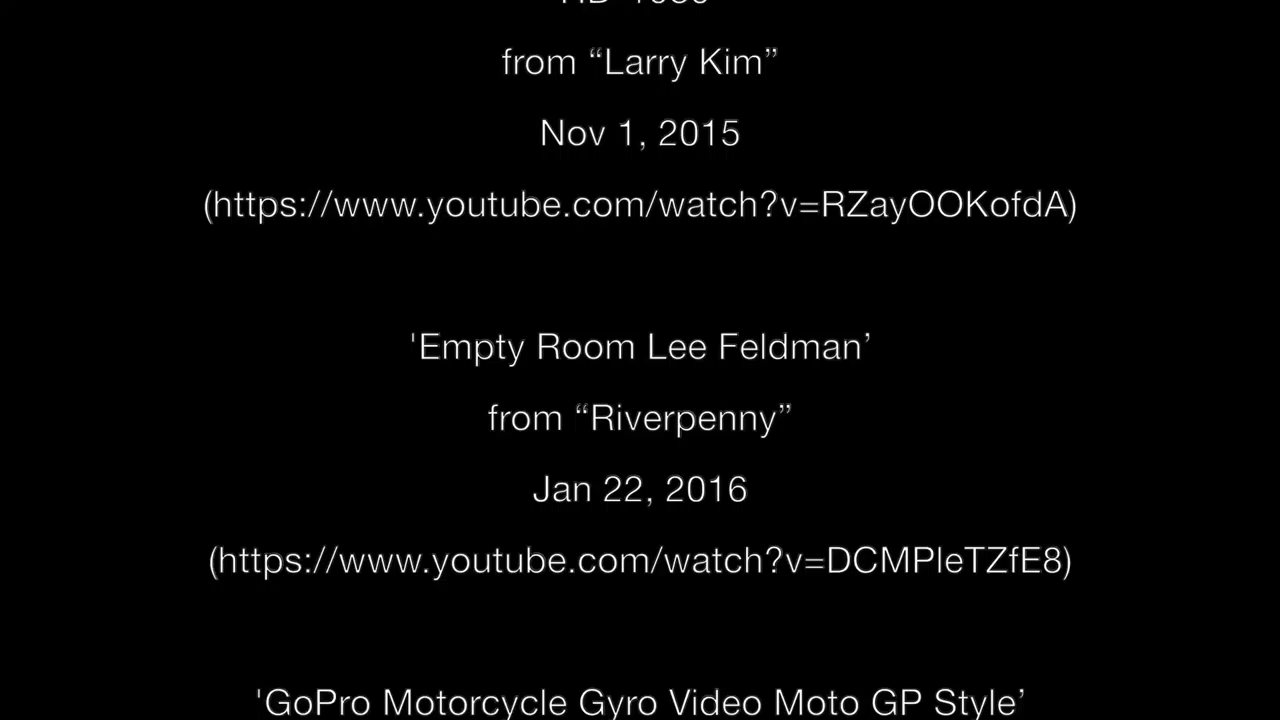 from “Larry Kim”
Nov 1, 2015
(https://www.youtube.com/watch?v=RZayOOKofdA)
'Empty Room Lee Feldman’
from “Riverpenny”
Jan 22, 2016
(https://www.youtube.com/watch?v=DCMPleTZfE8)
'GoPro Motorcycle Gyro Video Moto GP Style’